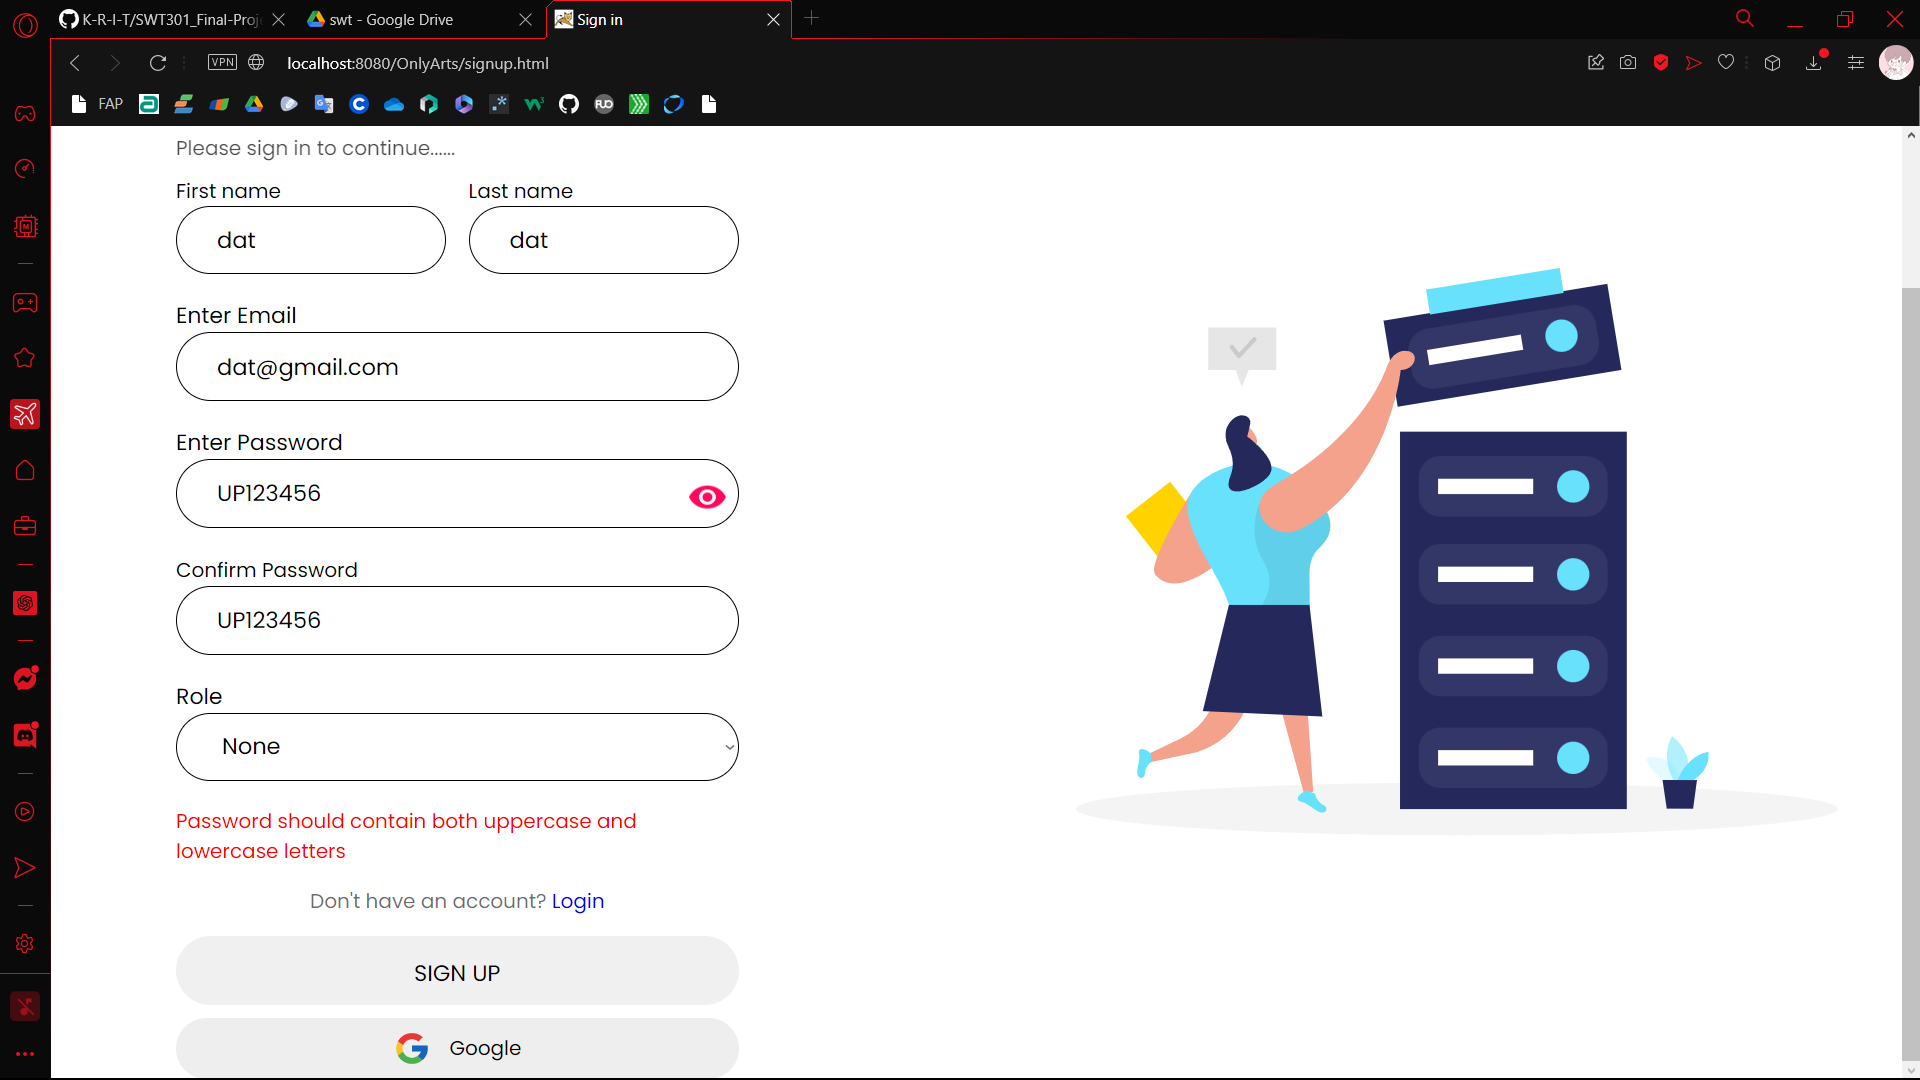 K-R-I-T/SWT301_Final-Proj
swt - Google Drive
Sign in
VPN
localhost:8080/OnlyArts/signup.html
FAP
Please sign in to continue......
First name
Last name
dat
dat
Enter Email
dat@gmail.com
Enter Password
UP123456
Confirm Password
UP123456
Role
None
Password should contain both uppercase and
lowercase letters
Don't have an account? Login
SIGN UP
Google